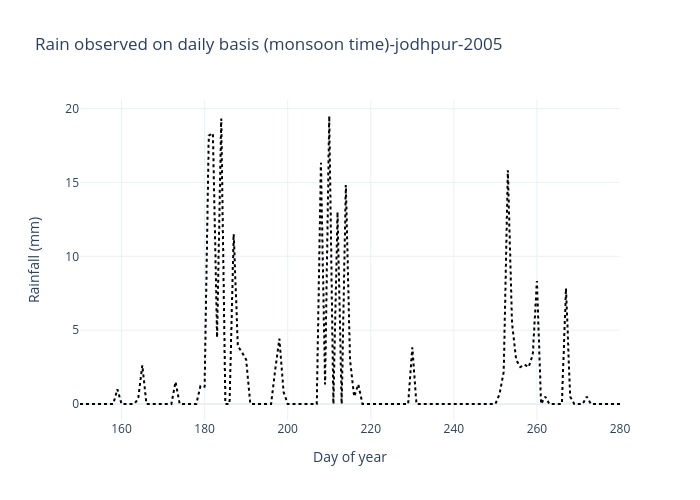 Rain observed on daily basis (monsoon time)-jodhpur-2005
20
15
10
5
0
Rainfall (mm)
160 180 200 220 240 260 280
Day of year